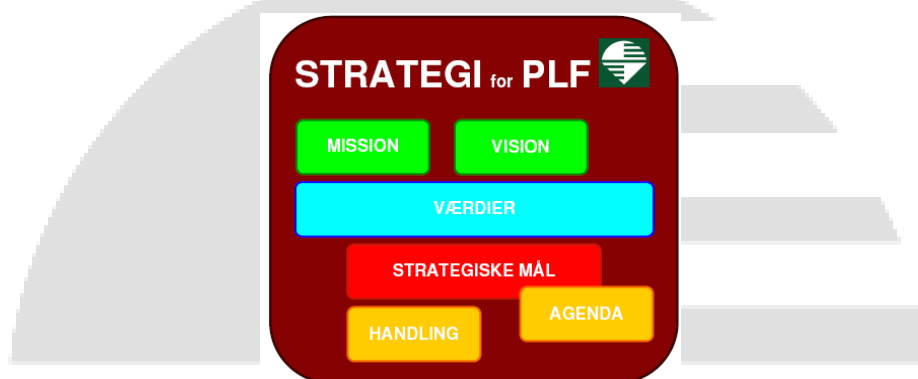 STRATEGI for PLF
MISSION
VISION
VÆRDIER
STRATEGISKE MÅL
AGENDA
HANDLING